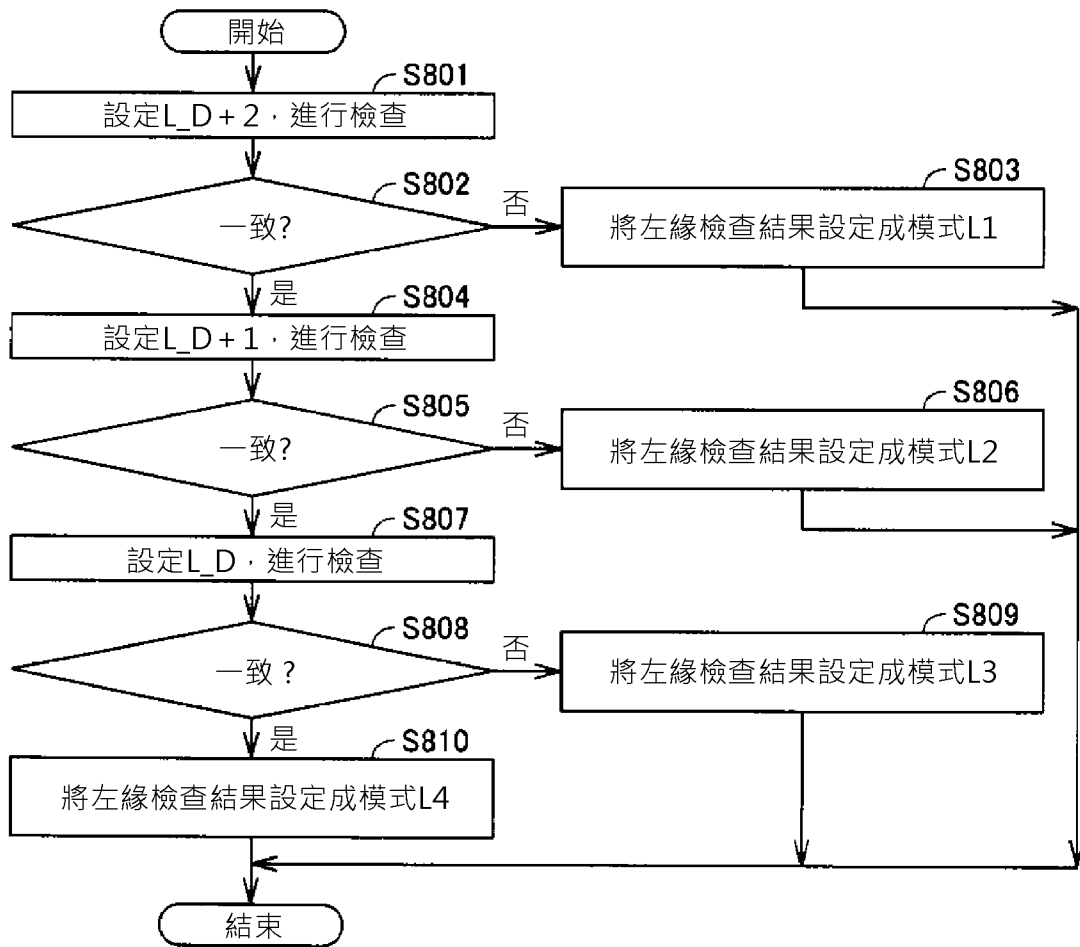 開始
S801
設定L_D+2，進行檢查
S802
一致?
否
S803
將左緣檢查結果設定成模式L1
是
S804
設定L_D+1，進行檢查
S805
一致?
否
S806
將左緣檢查結果設定成模式L2
是
S807
設定L_D，進行檢查
S808
一致?
否
S809
將左緣檢查結果設定成模式L3
是
S810
將左緣檢查結果設定成模式L4
結束